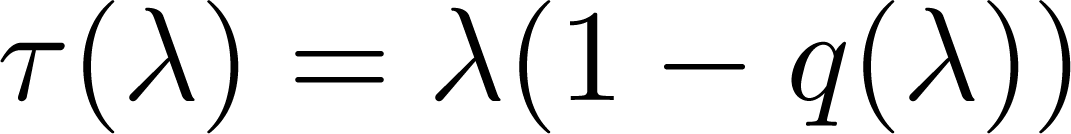 τ(λ) = λ(1 − q(λ))